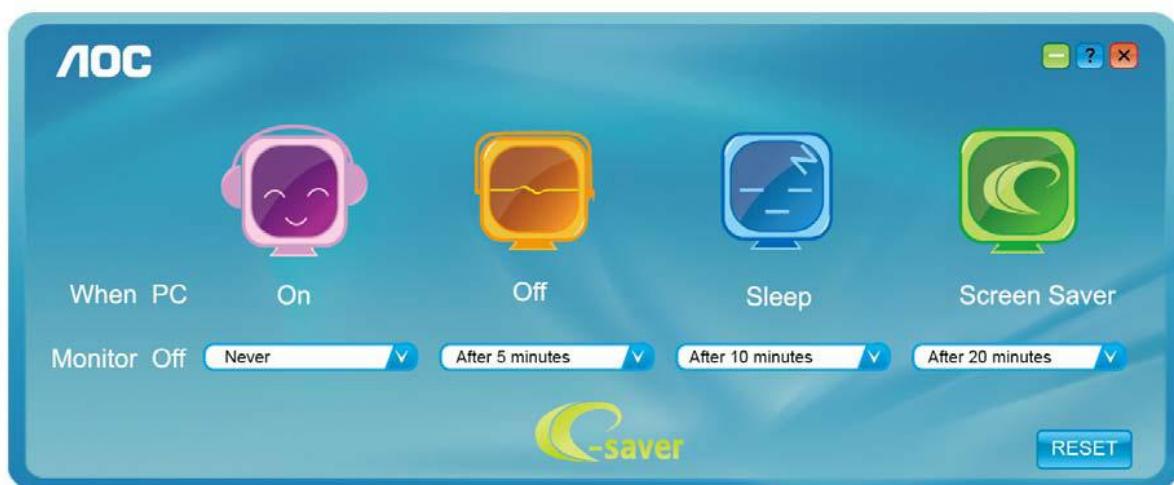 AOC
?
When PC On Off Sleep Screen Saver
Monitor Off Never After 5 minutes After 10 minutes After 20 minutes
e-saver
RESET